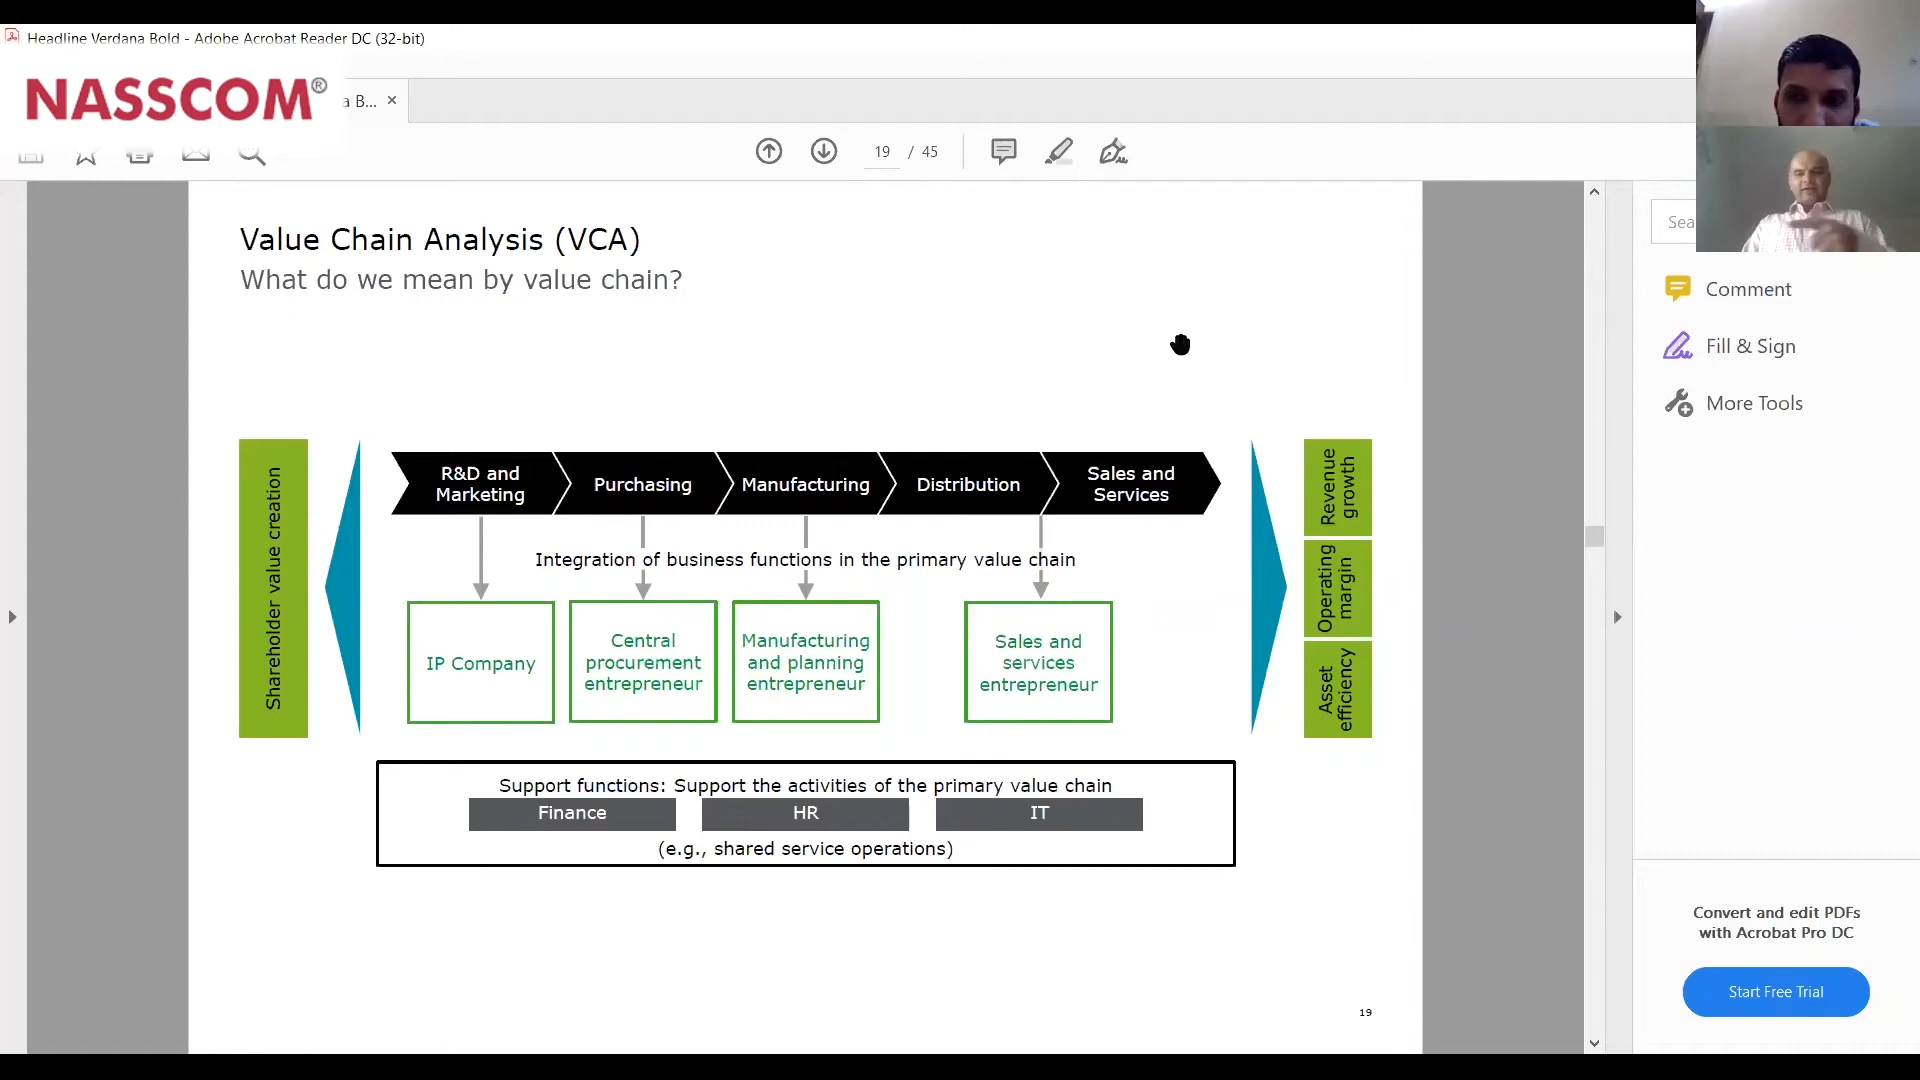 Headline Verdana Bold - Adobe Acrobat Reader DC (32-bit)
NASSCOM®
a B... ×
19 / 45
Sea
Value Chain Analysis (VCA)
What do we mean by value chain?
Comment
Fill & Sign
More Tools
Shareholder value creation
R&D and
Marketing
Purchasing
Manufacturing
Distribution
Sales and
Services
Integration of business functions in the primary value chain
IP Company
Central
procurement
entrepreneur
Manufacturing
and planning
entrepreneur
Sales and
services
entrepreneur
Revenue
growth
Operating
margin
Asset
efficiency
Support functions: Support the activities of the primary value chain
Finance
HR
IT
(e.g., shared service operations)
Convert and edit PDFs
with Acrobat Pro DC
Start Free Trial
19